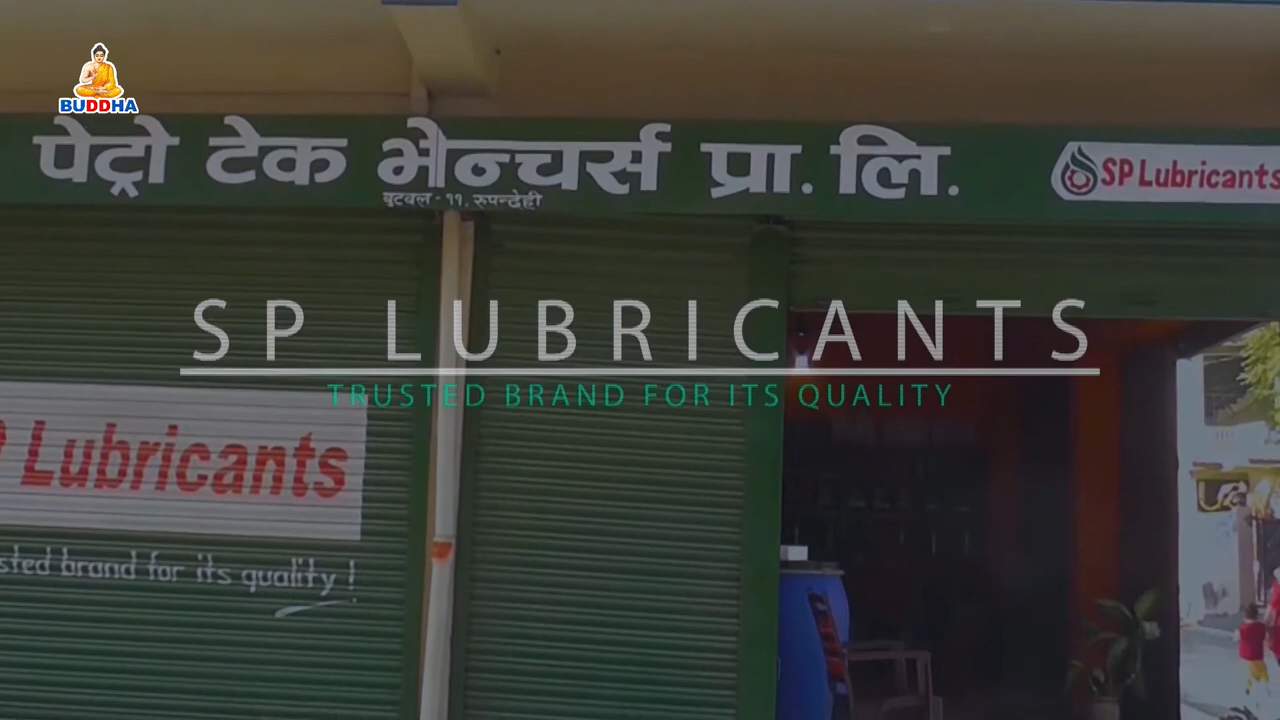 BUDDHA
पेट्रो टेक भेन्चर्स प्रा. लि.
SP Lubricants
बुटवल - ११, रुपन्देही
SP LUBRICANTS
TRUSTED BRAND FOR ITS QUALITY
Lubricants
brand for its quality !